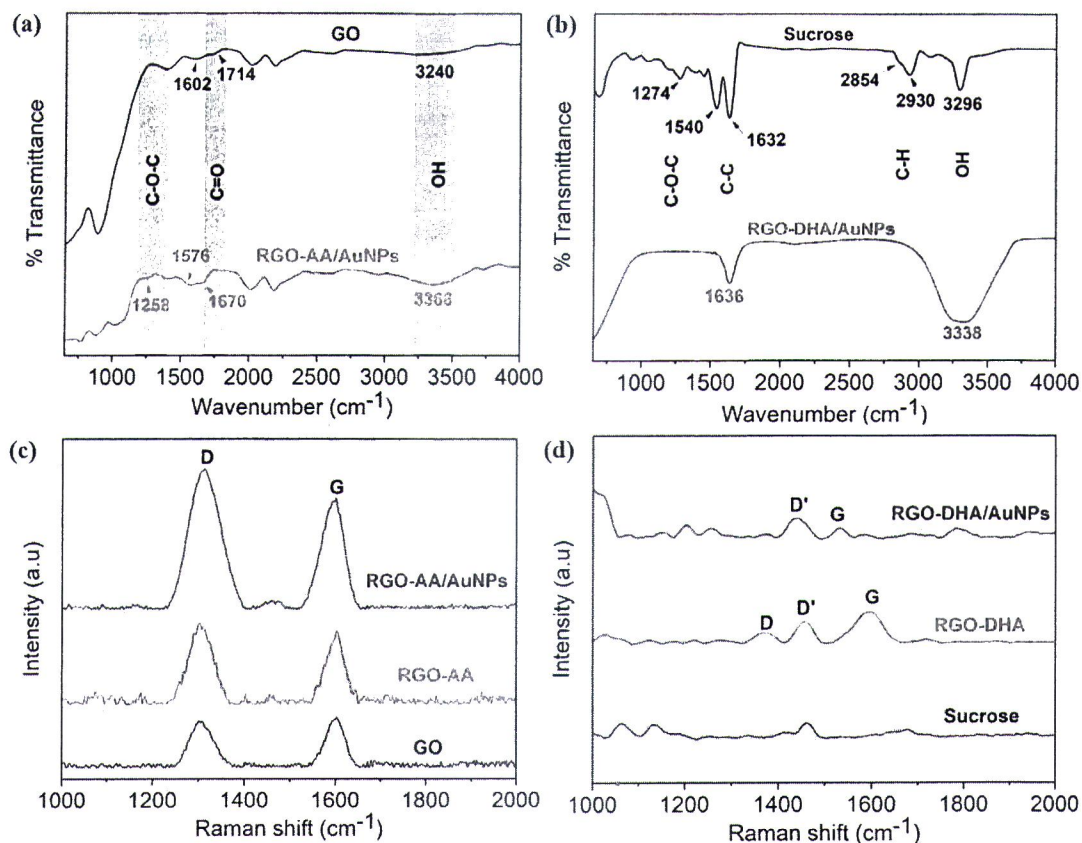 (a)
GO
1602
1714
3240
C-O-C
C=O
OH
RGO-AA/AuNPs
1576
1258
1670
3366
% Transmittance
1000 1500 2000 2500 3000 3500 4000
Wavenumber (cm-1)
(b)
Sucrose
1274
1540
1632
2854
2930
3296
C-O-C
C-C
C-H
OH
RGO-DHA/AuNPs
1636
3338
% Transmittance
1000 1500 2000 2500 3000 3500 4000
Wavenumber (cm-1)
(c)
D
G
RGO-AA/AuNPs
RGO-AA
GO
Intensity (a.u)
1000 1200 1400 1600 1800 2000
Raman shift (cm-1)
(d)
D'
G
RGO-DHA/AuNPs
D
D'
G
RGO-DHA
Sucrose
Intensity (a.u)
1000 1200 1400 1600 1800 2000
Raman shift (cm-1)